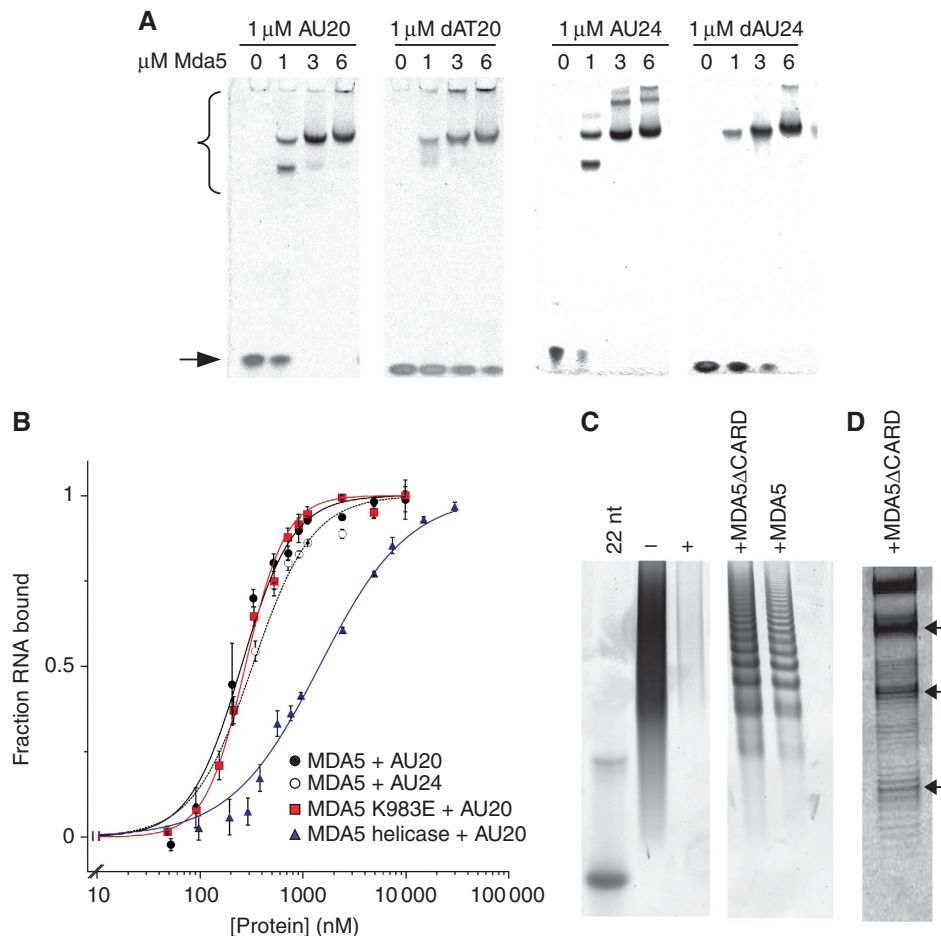 A
1 μM AU20
1 μM dAT20
1 μM AU24
1 μM dAU24
μM Mda5
0 1 3 6
0 1 3 6
0 1 3 6
0 1 3 6
B
Fraction RNA bound
1
0.5
0
10
100
1000
10 000
100 000
[Protein] (nM)
MDA5 + AU20
MDA5 + AU24
MDA5 K983E + AU20
MDA5 helicase + AU20
C
22 nt
–
+
+MDA5ΔCARD
+MDA5
D
+MDA5ΔCARD